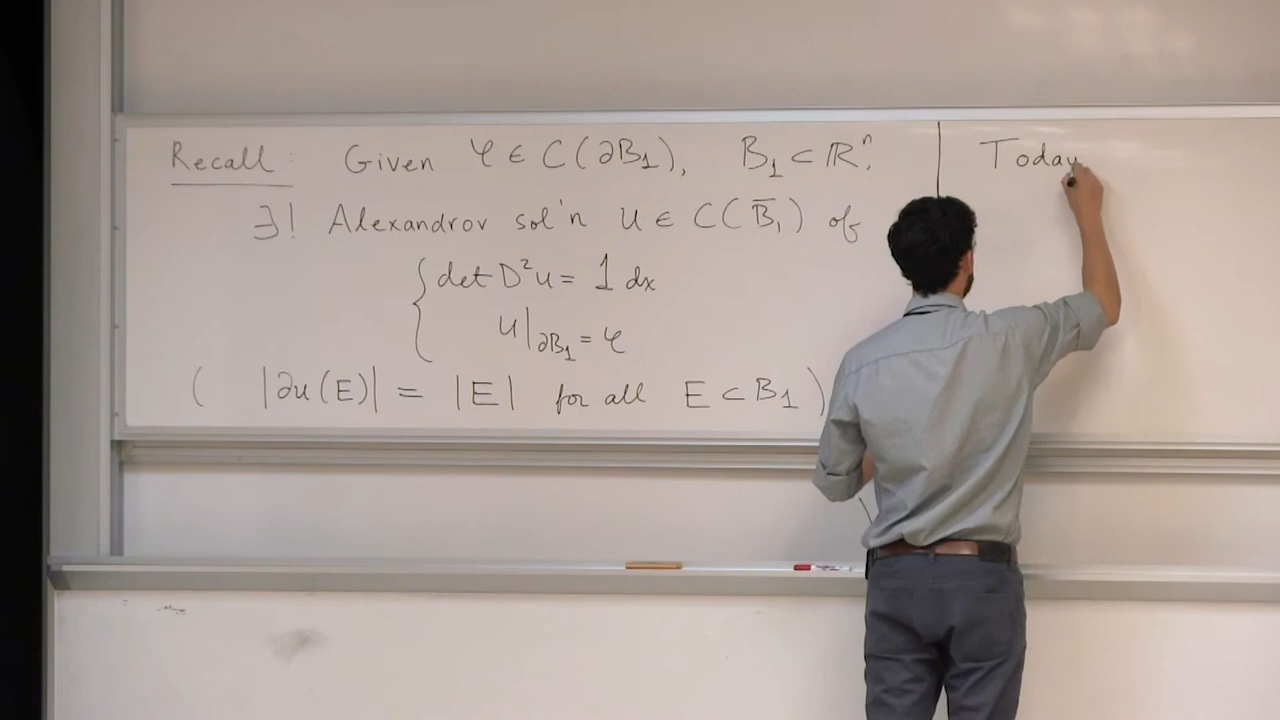 Recall: Given φ ∈ C(∂B₁), B₁ ⊂ ℝⁿ,
∃! Alexandrov sol'n u ∈ C(B̄₁) of
{ det D²u = 1 dx
u|∂B₁ = φ
( |∂u(E)| = |E| for all E ⊂ B₁ )
Today